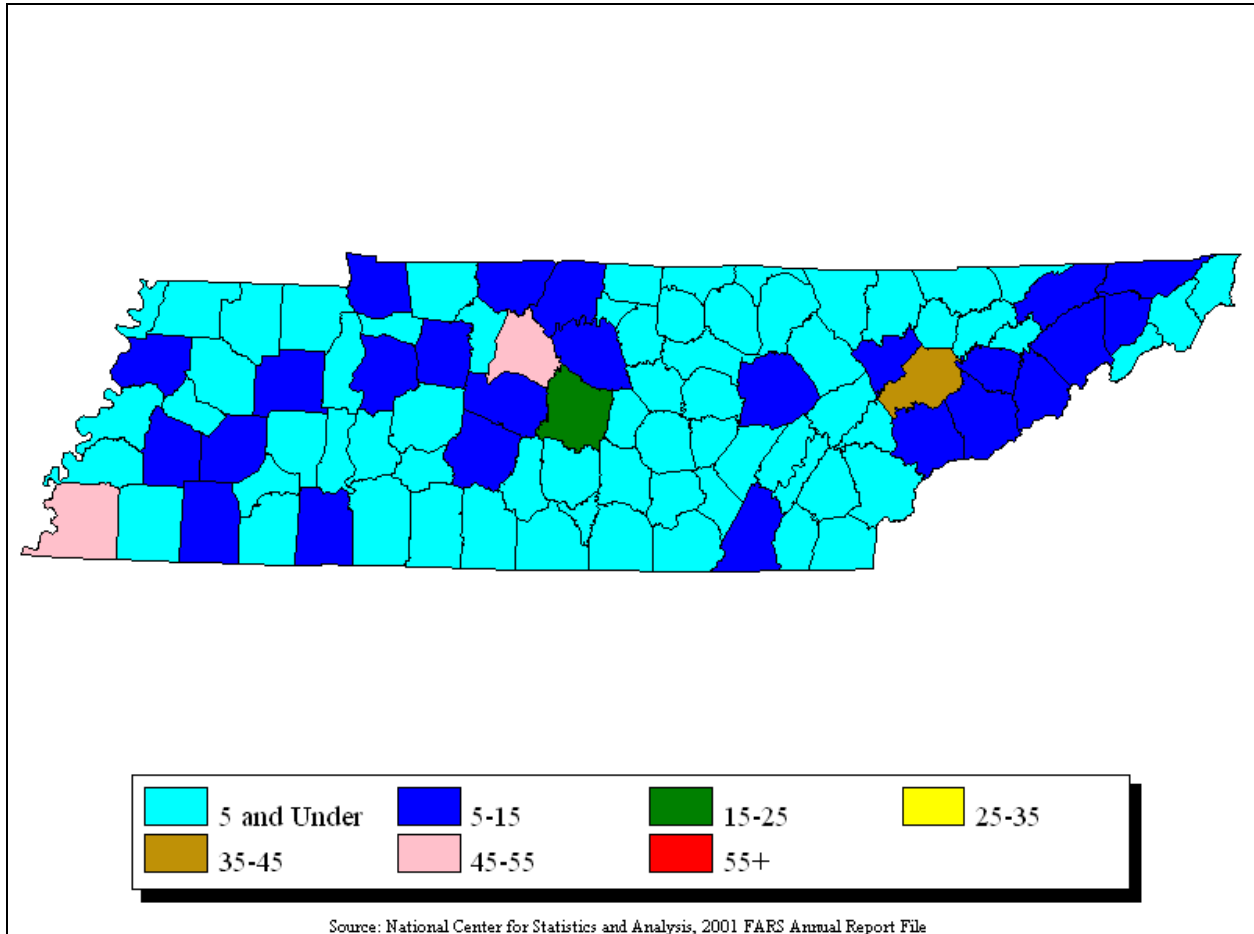 5 and Under 5-15 15-25 25-35
35-45 45-55 55+
Source: National Center for Statistics and Analysis, 2001 FARS Annual Report File